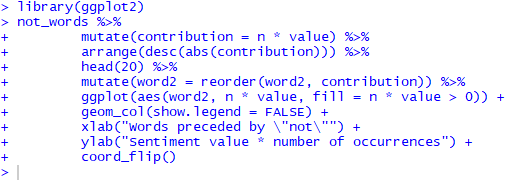 > library(ggplot2)
> not_words %>%
+ mutate(contribution = n * value) %>%
+ arrange(desc(abs(contribution))) %>%
+ head(20) %>%
+ mutate(word2 = reorder(word2, contribution)) %>%
+ ggplot(aes(word2, n * value, fill = n * value > 0)) +
+ geom_col(show.legend = FALSE) +
+ xlab("Words preceded by \"not\"") +
+ ylab("Sentiment value * number of occurrences") +
+ coord_flip()
>